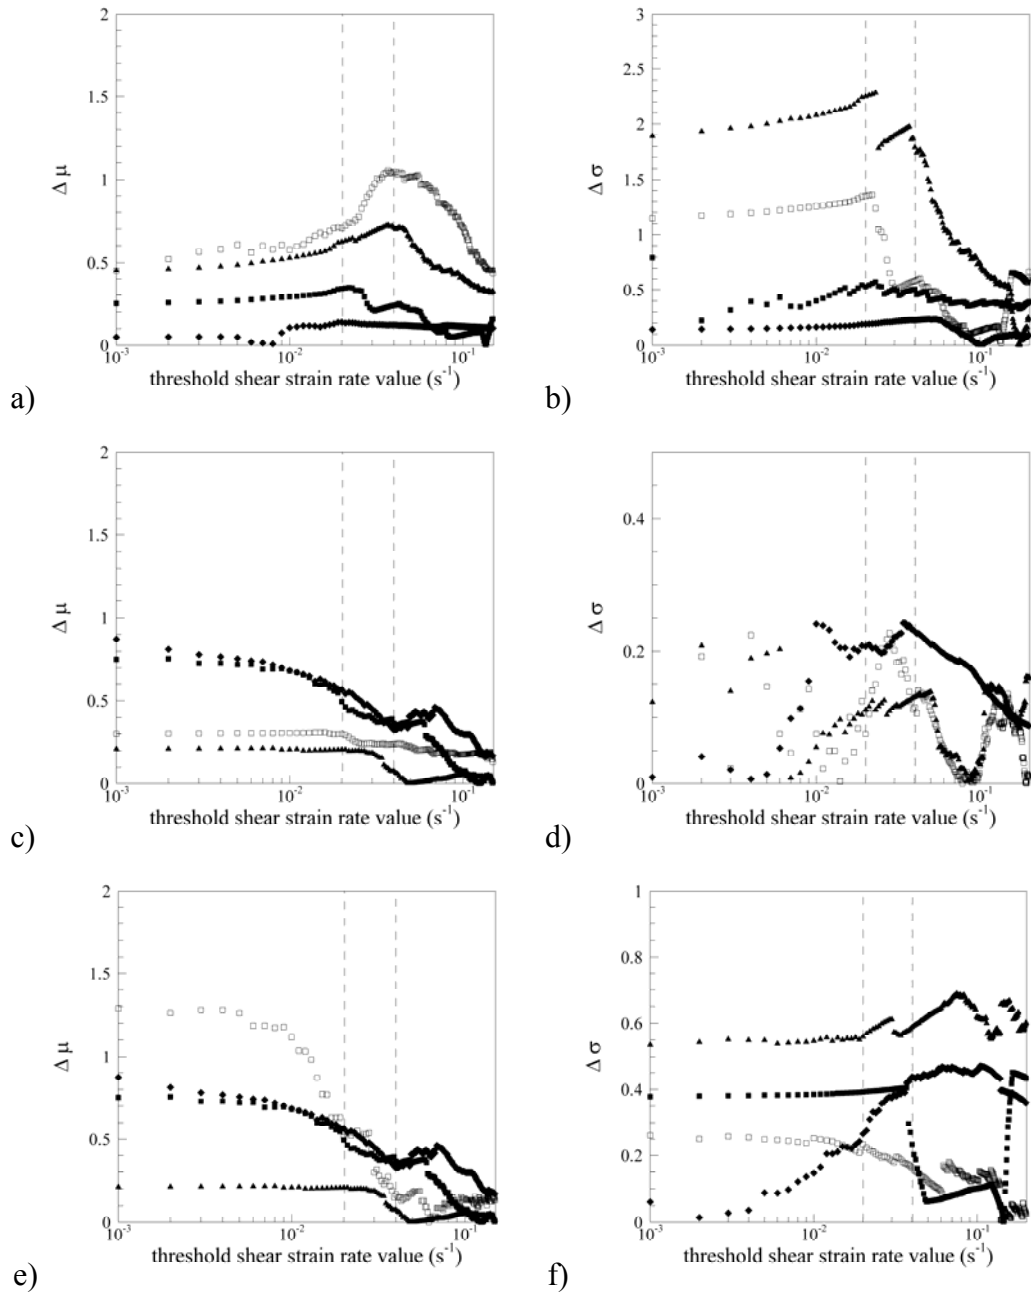 2
1.5
1
0.5
0
Δ μ
10-3
10-2
10-1
threshold shear strain rate value (s-1)
a)
3
2.5
2
1.5
1
0.5
0
Δ σ
10-3
10-2
10-1
threshold shear strain rate value (s-1)
b)
2
1.5
1
0.5
0
Δ μ
10-3
10-2
10-1
threshold shear strain rate value (s-1)
c)
0.4
0.2
0
Δ σ
10-3
10-2
10-1
threshold shear strain rate value (s-1)
d)
2
1.5
1
0.5
0
Δ μ
10-3
10-2
10-1
threshold shear strain rate value (s-1)
e)
1
0.8
0.6
0.4
0.2
0
Δ σ
10-3
10-2
10-1
threshold shear strain rate value (s-1)
f)